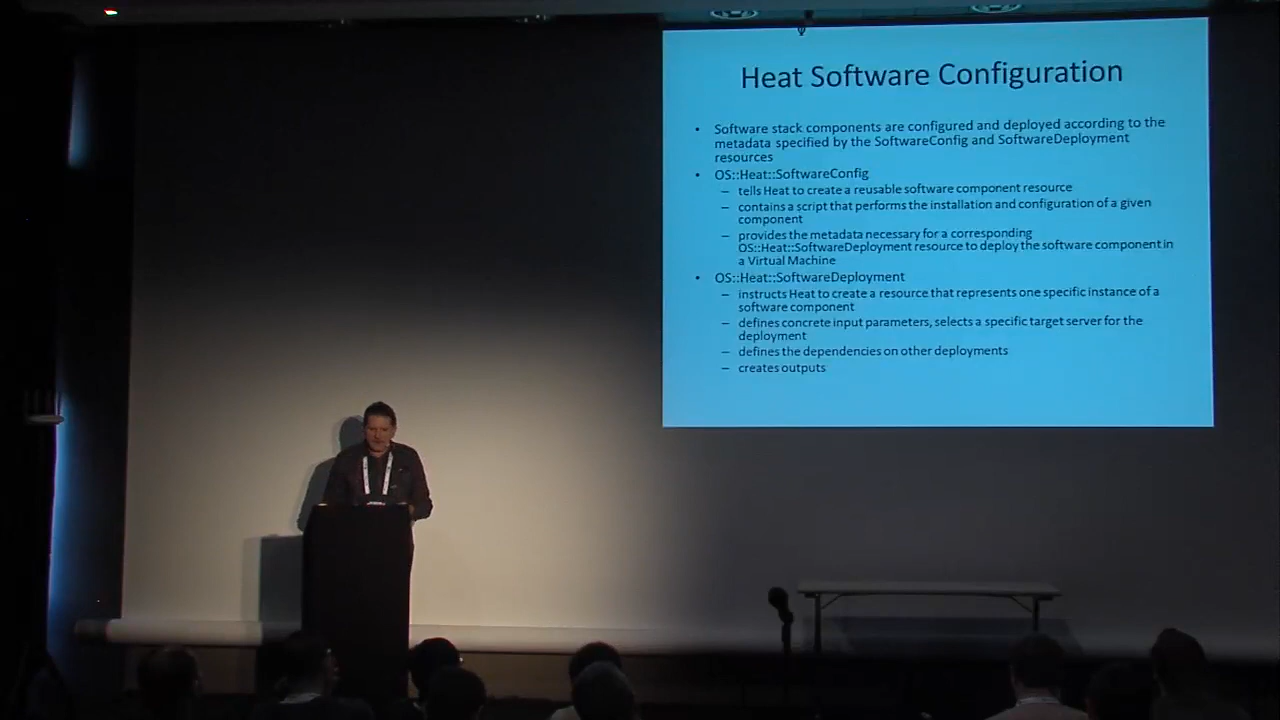 Heat Software Configuration
• Software stack components are configured and deployed according to the
metadata specified by the SoftwareConfig and SoftwareDeployment
resources
• OS::Heat::SoftwareConfig
– tells Heat to create a reusable software component resource
– contains a script that performs the installation and configuration of a given
component
– provides the metadata necessary for a corresponding
OS::Heat::SoftwareDeployment resource to deploy the software component in
a Virtual Machine
• OS::Heat::SoftwareDeployment
– instructs Heat to create a resource that represents one specific instance of a
software component
– defines concrete input parameters, selects a specific target server for the
deployment
– defines the dependencies on other deployments
– creates outputs